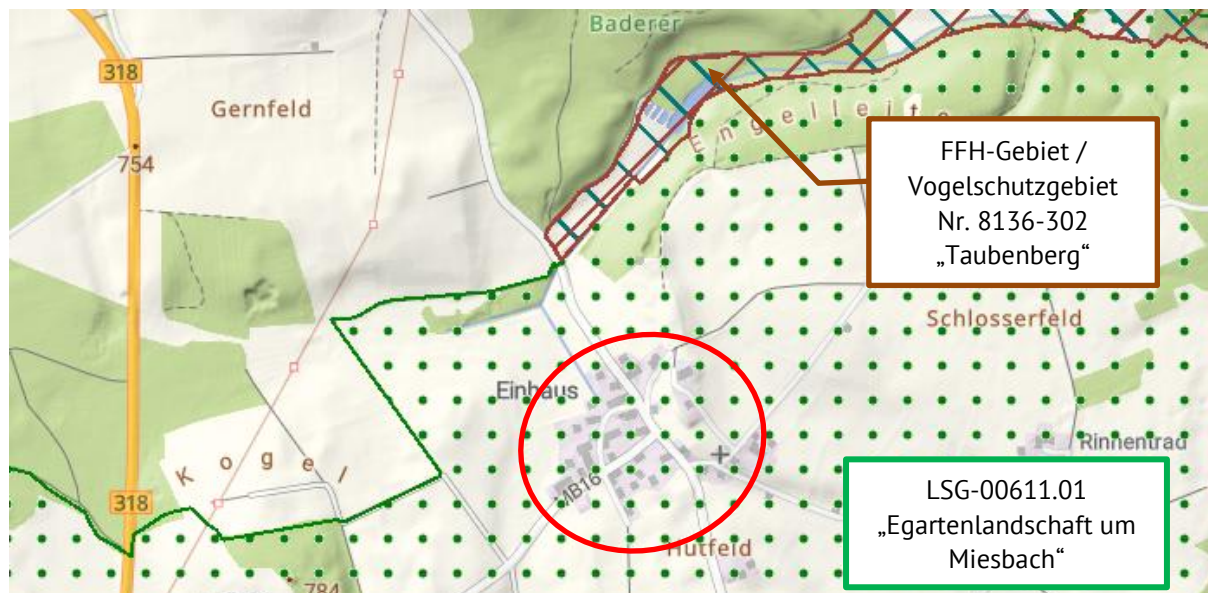 Baderer
318
Gernfeld
Engelleite
754
FFH-Gebiet /
Vogelschutzgebiet
Nr. 8136-302
„Taubenberg“
Schlosserfeld
Einhaus
Rinnentrad
Kogel
MB16
318
LSG-00611.01
„Egartenlandschaft um
Miesbach“
Hutfeld
784